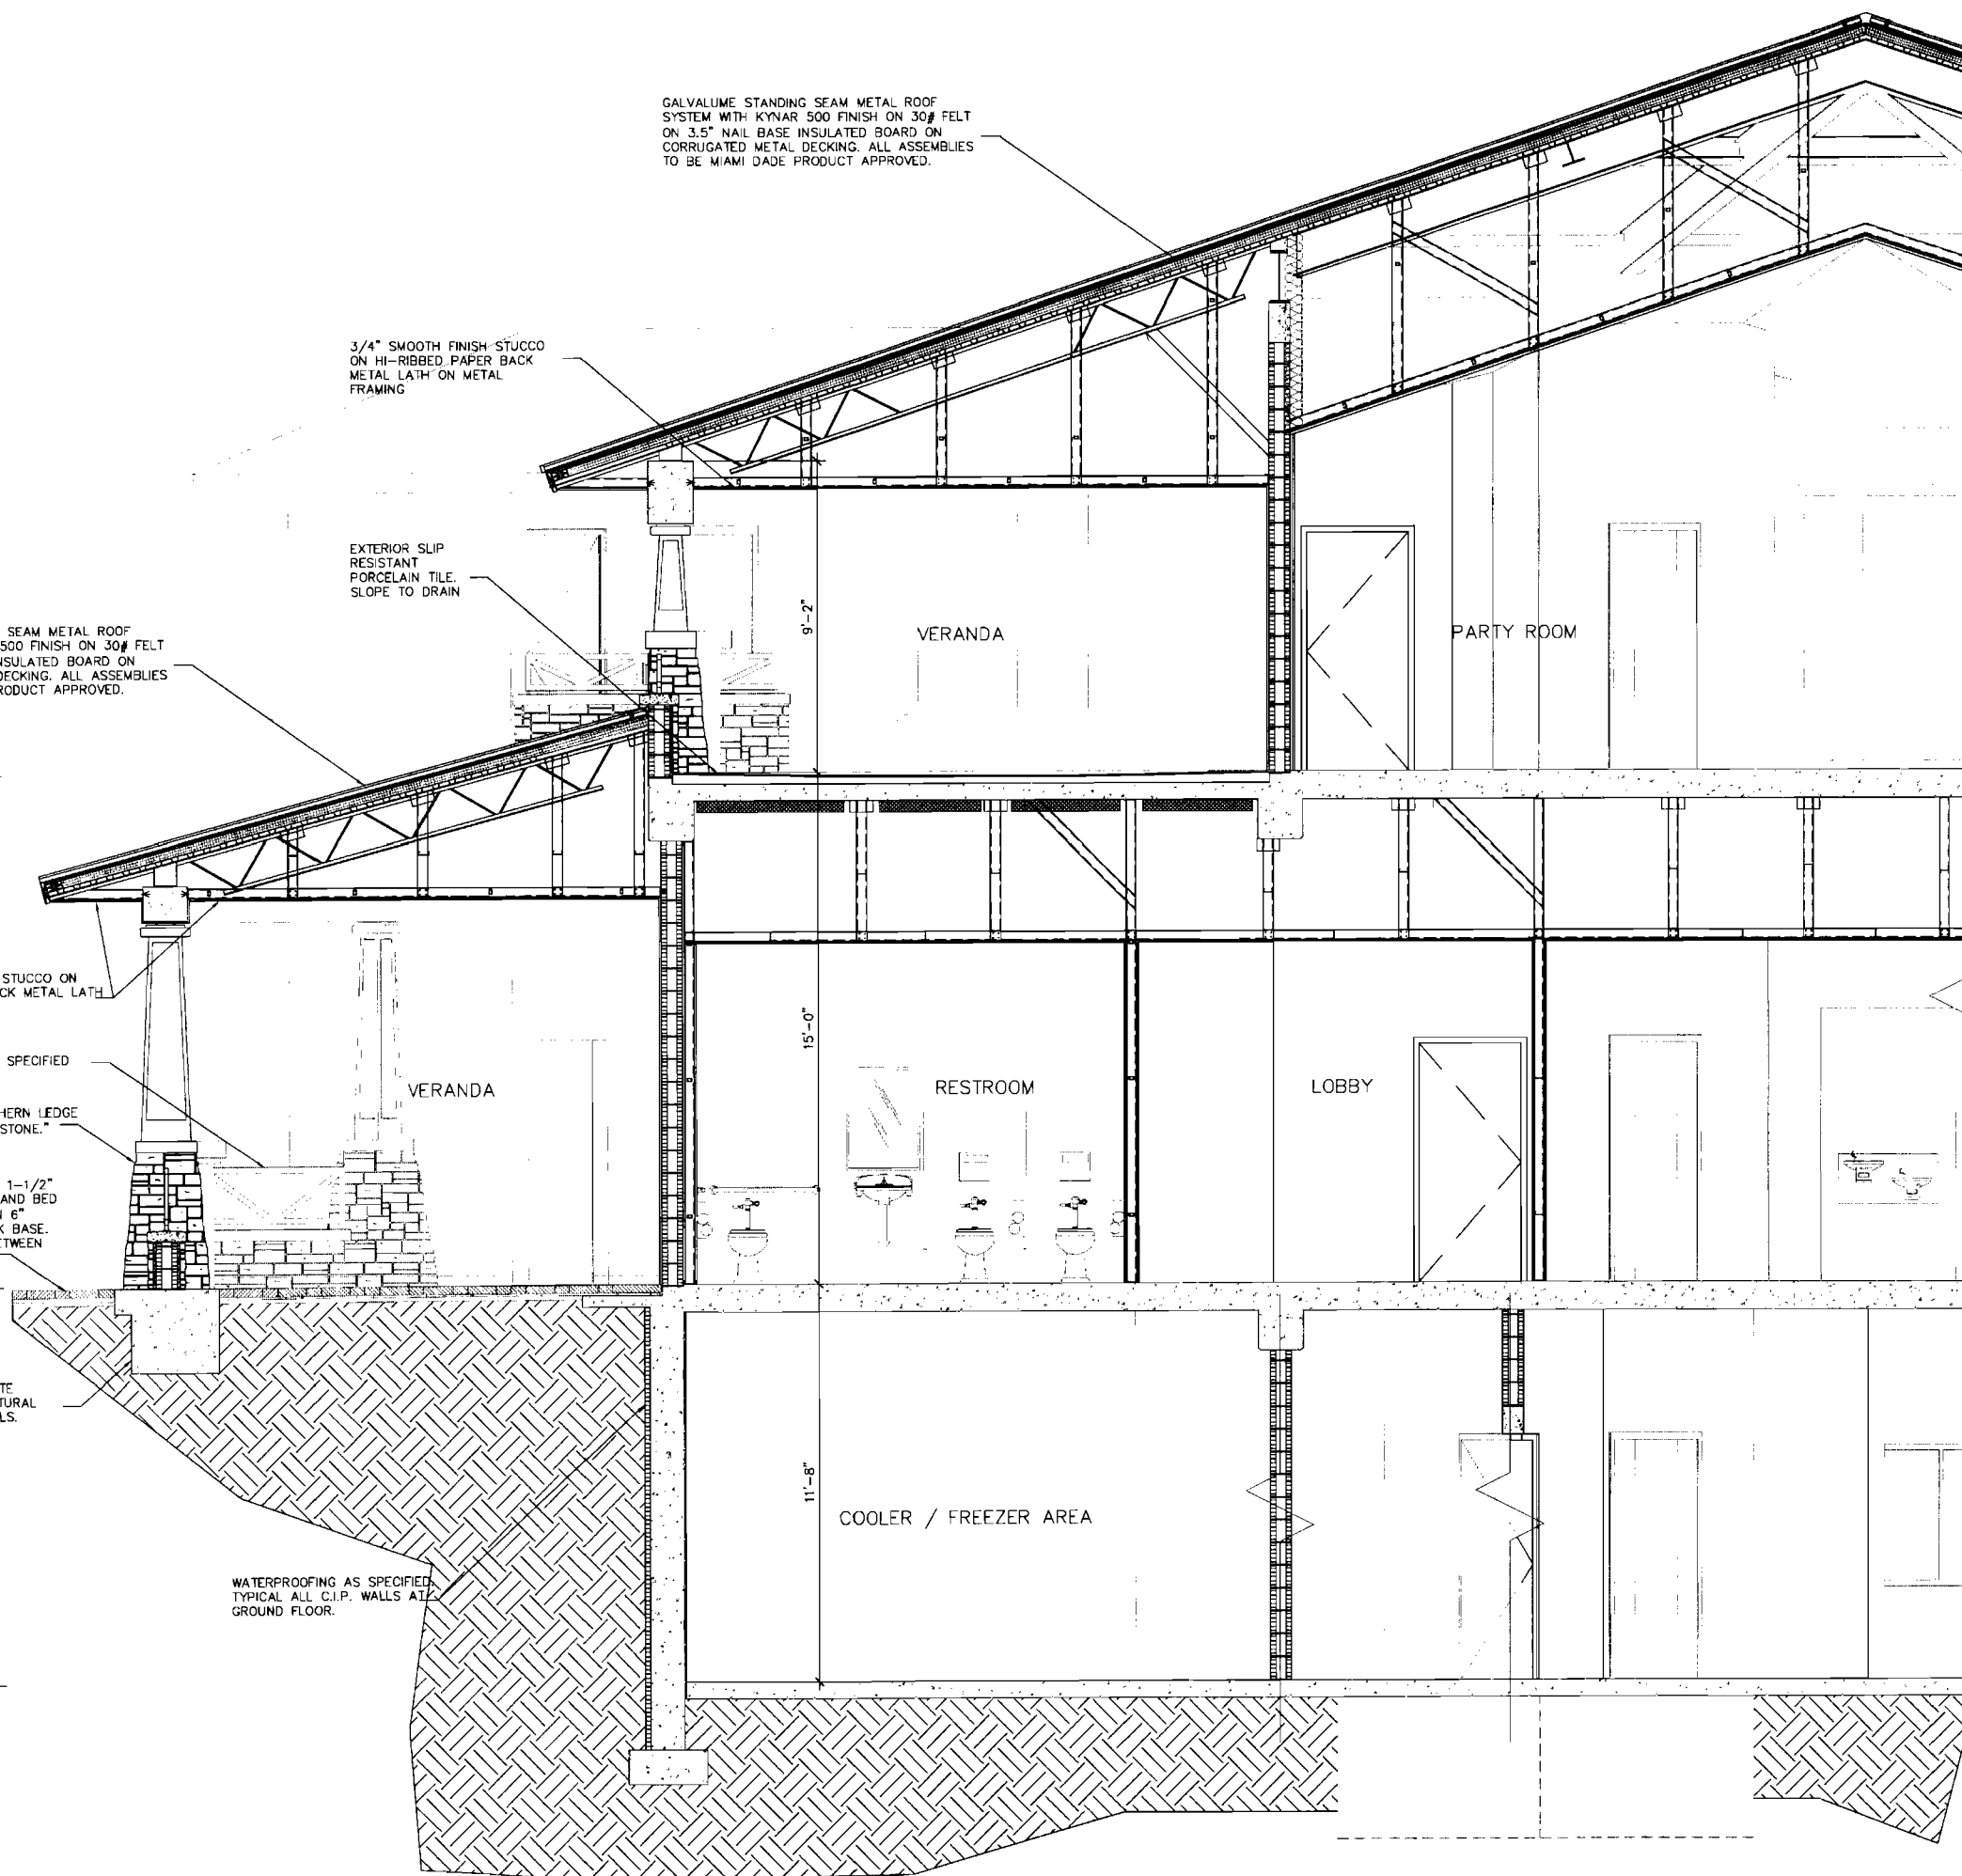 GALVALUME STANDING SEAM METAL ROOF
SYSTEM WITH KYNAR 500 FINISH ON 30# FELT
ON 3.5" NAIL BASE INSULATED BOARD ON
CORRUGATED METAL DECKING. ALL ASSEMBLIES
TO BE MIAMI DADE PRODUCT APPROVED.
3/4" SMOOTH FINISH STUCCO
ON HI-RIBBED PAPER BACK
METAL LATH ON METAL
FRAMING
EXTERIOR SLIP
RESISTANT
PORCELAIN TILE.
SLOPE TO DRAIN
SEAM METAL ROOF
500 FINISH ON 30# FELT
NSULATED BOARD ON
DECKING. ALL ASSEMBLIES
RODUCT APPROVED.
9'-2"
VERANDA
PARTY ROOM
STUCCO ON
CK METAL LATH
SPECIFIED
HERN LEDGE
STONE."
1-1/2"
AND BED
N 6"
K BASE.
ETWEEN
TE
TURAL
LS.
15'-0"
VERANDA
RESTROOM
LOBBY
11'-8"
COOLER / FREEZER AREA
WATERPROOFING AS SPECIFIED
TYPICAL ALL C.I.P. WALLS AT
GROUND FLOOR.